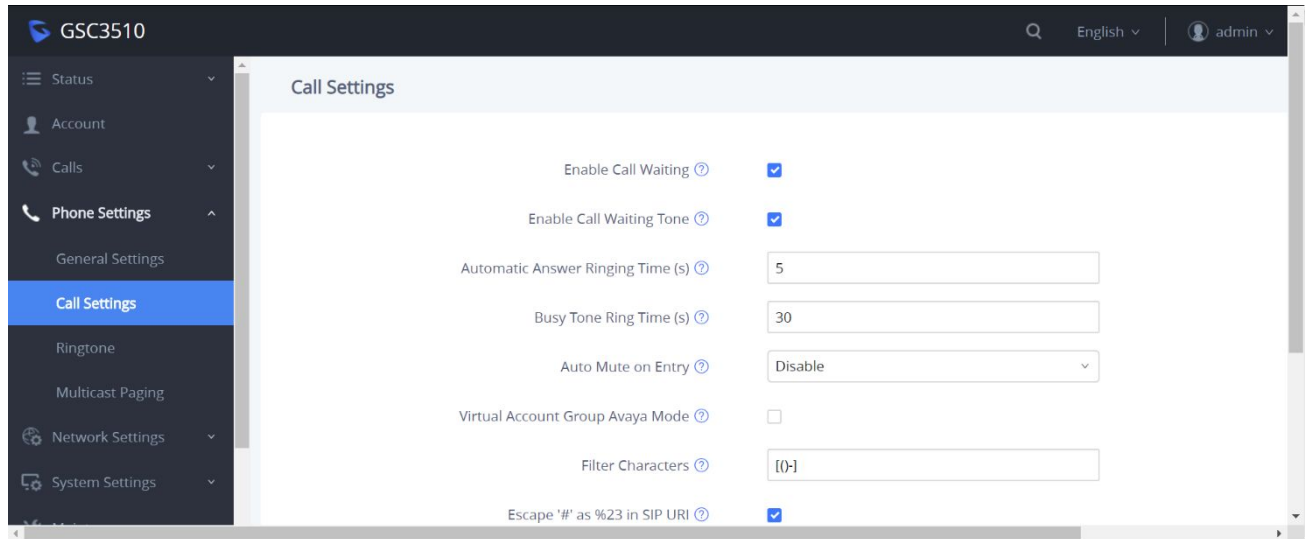 GSC3510
English
admin
Status
Account
Calls
Phone Settings
General Settings
Call Settings
Ringtone
Multicast Paging
Network Settings
System Settings
Call Settings
Enable Call Waiting ?
Enable Call Waiting Tone ?
Automatic Answer Ringing Time (s) ? 5
Busy Tone Ring Time (s) ? 30
Auto Mute on Entry ? Disable
Virtual Account Group Avaya Mode ?
Filter Characters ? [()-]
Escape '#' as %23 in SIP URI ?